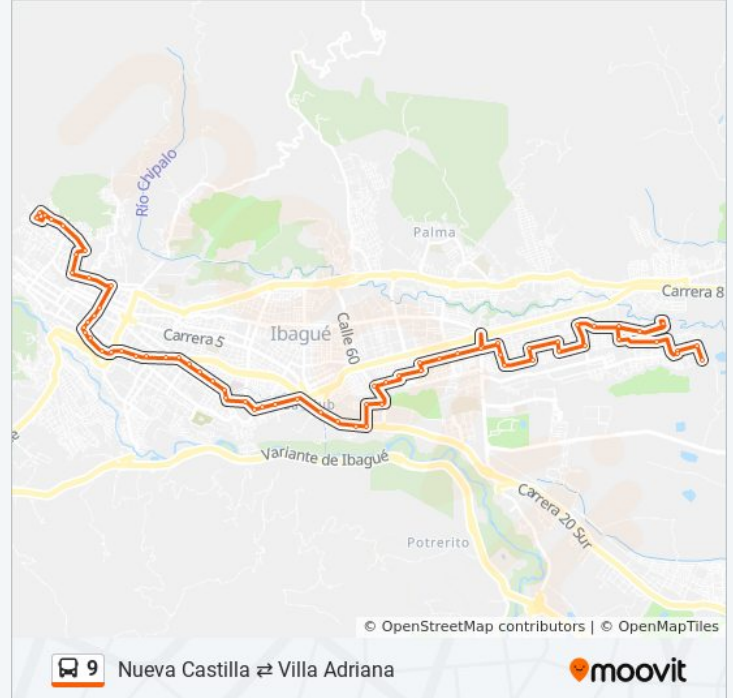 Río Chipalo
Palma
Carrera 8
Carrera 5
Ibagué
Calle 60
ub
Variante de Ibagué
Carrera 20 Sur
Potrerito
© OpenStreetMap contributors | © OpenMapTiles
9 Nueva Castilla ⇄ Villa Adriana
moovit